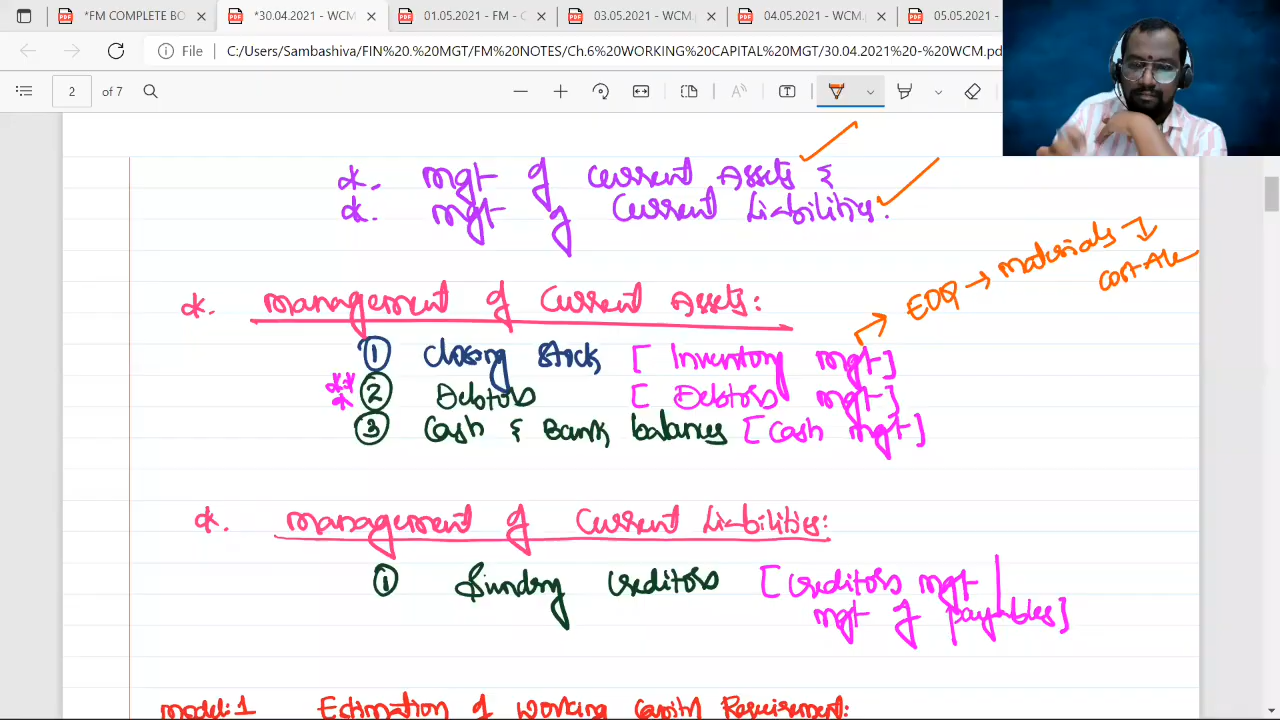 *FM COMPLETE BO
*30.04.2021 - WCM
01.05.2021 - FM - C
03.05.2021 - WCM.p
04.05.2021 - WCM.p
05.05.2021
File C:/Users/Sambashiva/FIN%20.%20MGT/FM%20NOTES/Ch.6%20WORKING%20CAPITAL%20MGT/30.04.2021%20-%20WCM.pd
2 of 7
*. mgt of Current Assets &
*. mgt of Current Liabilities.
EOQ → materials
Cost A/c
*. management of Current Assets:
① Closing stock [Inventory mgt]
② Debtors [Debtors mgt]
③ Cash & Bank balances [Cash mgt]
*. management of Current Liabilities:
① Sundry Creditors [Creditors mgt |
mgt of payables]
model:1 Estimation of Working Capital Requirement: